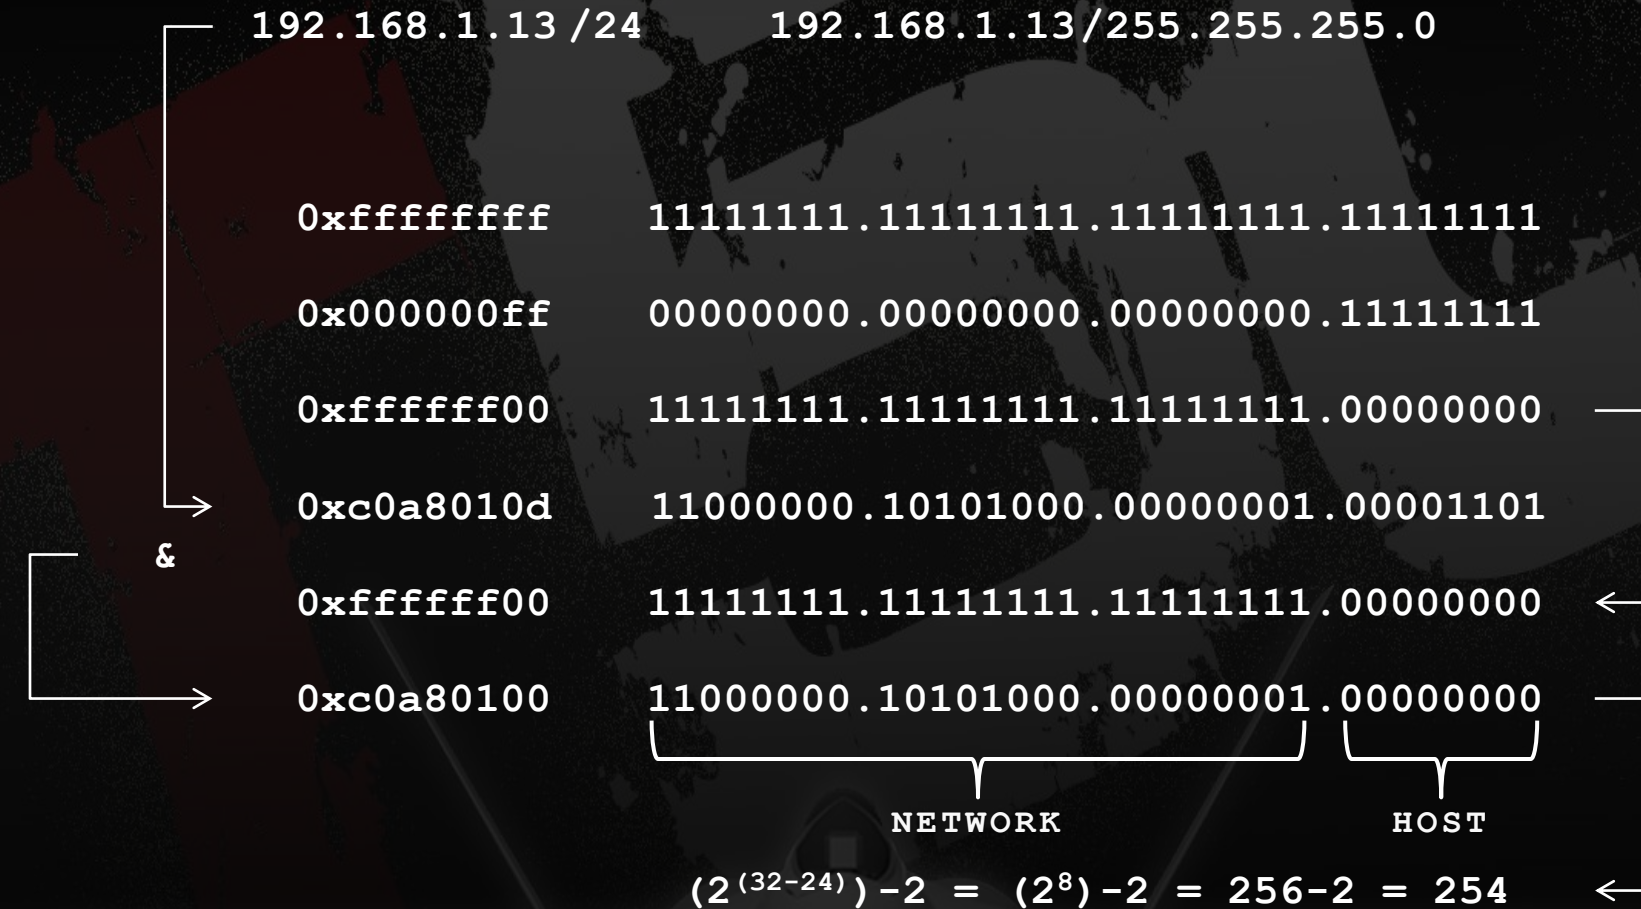 192.168.1.13 /24 192.168.1.13/255.255.255.0
0xffffffff 11111111.11111111.11111111.11111111
0x000000ff 00000000.00000000.00000000.11111111
0xffffff00 11111111.11111111.11111111.00000000
0xc0a8010d 11000000.10101000.00000001.00001101
&
0xffffff00 11111111.11111111.11111111.00000000
0xc0a80100 11000000.10101000.00000001.00000000
NETWORK HOST
(2^(32-24))-2 = (2^8)-2 = 256-2 = 254